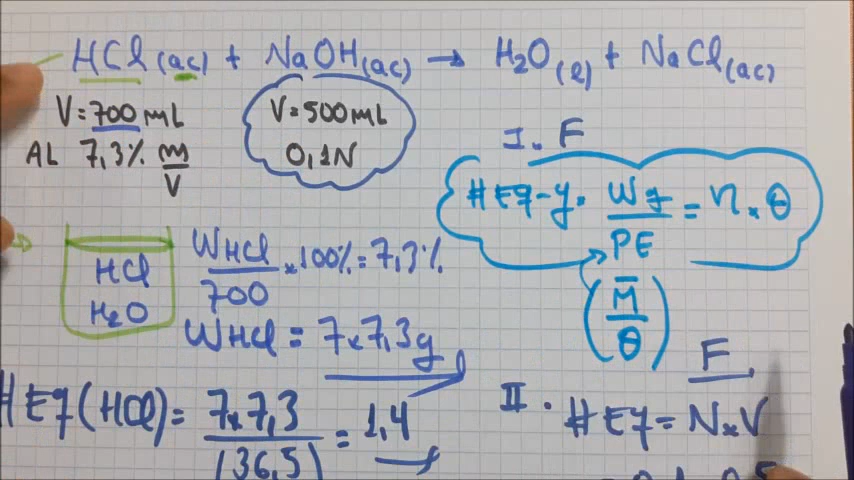 HCl(ac) + NaOH(ac) → H2O(l) + NaCl(ac)
V=700mL
AL 7,3% m/V
V=500mL
0,1N
I. F
#Eq-g = Wg/PE = n×θ
(M̅/θ)
HCl
H2O
WHCl/700 ×100%=7,3%
WHCl = 7×7,3g
#Eq(HCl) = 7×7,3/(36,5) = 1,4
F
II. #Eq = N×V